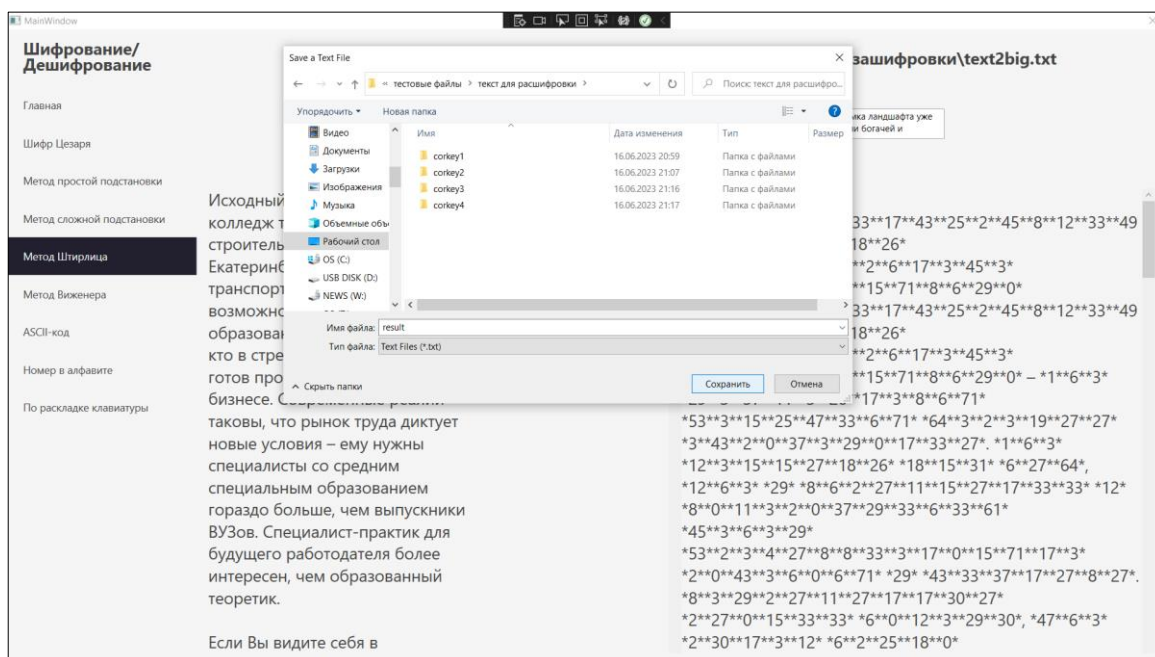 MainWindow
Шифрование/
Дешифрование
Главная
Шифр Цезаря
Метод простой подстановки
Метод сложной подстановки
Метод Штирлица
Метод Виженера
ASCII-код
Номер в алфавите
По раскладке клавиатуры
Save a Text File
« тестовые файлы > текст для расшифровки >
Поиск: текст для расшифро...
Упорядочить
Новая папка
Видео
Документы
Загрузки
Изображения
Музыка
Объемные объ
Рабочий стол
OS (C:)
USB DISK (D:)
NEWS (W:)
Имя Дата изменения Тип Размер
corkey1 16.06.2023 20:59 Папка с файлами
corkey2 16.06.2023 21:07 Папка с файлами
corkey3 16.06.2023 21:16 Папка с файлами
corkey4 16.06.2023 21:17 Папка с файлами
Имя файла: result
Тип файла: Text Files (*.txt)
Скрыть папки
Сохранить
Отмена
зашифровки\text2big.txt
ика ландшафта уже
и богачей и
Исходный
колледж т
строитель
Екатеринб
транспорт
возможно
образован
кто в стре
готов про
бизнесе.
таковы, что рынок труда диктует
новые условия – ему нужны
специалисты со средним
специальным образованием
гораздо больше, чем выпускники
ВУЗов. Специалист-практик для
будущего работодателя более
интересен, чем образованный
теоретик.
Если Вы видите себя в
33**17**43**25**2**45**8**12**33**49
18**26*
**2**6**17**3**45**3*
**15**71**8**6**29**0*
33**17**43**25**2**45**8**12**33**49
18**26*
**2**6**17**3**45**3*
**15**71**8**6**29**0* – *1**6**3*
*17**3**8**6**71*
*53**3**15**25**47**33**6**71* *64**3**2**3**19**27**27*
*3**43**2**0**37**3**29**0**17**33**27*. *1**6**3*
*12**3**15**15**27**18**26* *18**15**31* *6**27**64*,
*12**6**3* *29* *8**6**2**27**11**15**27**17**33**33* *12*
*8**0**11**3**2**0**37**29**33**6**33**61*
*45**3**6**3**29*
*53**2**3**4**27**8**8**33**3**17**0**15**71**17**3*
*2**0**43**3**6**0**6**71* *29* *43**33**37**17**27**8**27*.
*8**3**29**2**27**11**27**17**17**30**27*
*2**27**0**15**33**33* *6**0**12**3**29**30*, *47**6**3*
*2**30**17**3**12* *6**2**25**18**0*